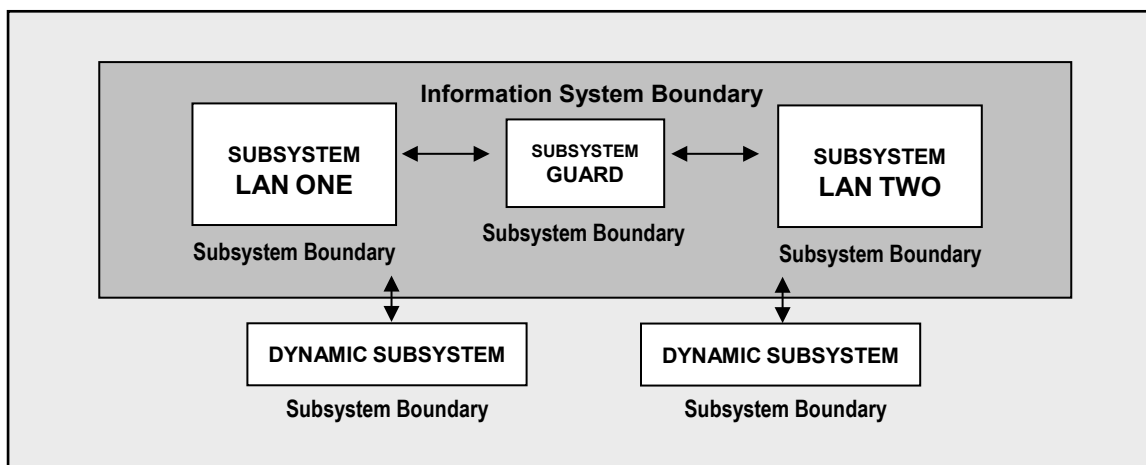 Information System Boundary
SUBSYSTEM
LAN ONE
SUBSYSTEM
GUARD
SUBSYSTEM
LAN TWO
Subsystem Boundary
Subsystem Boundary
Subsystem Boundary
DYNAMIC SUBSYSTEM
DYNAMIC SUBSYSTEM
Subsystem Boundary
Subsystem Boundary